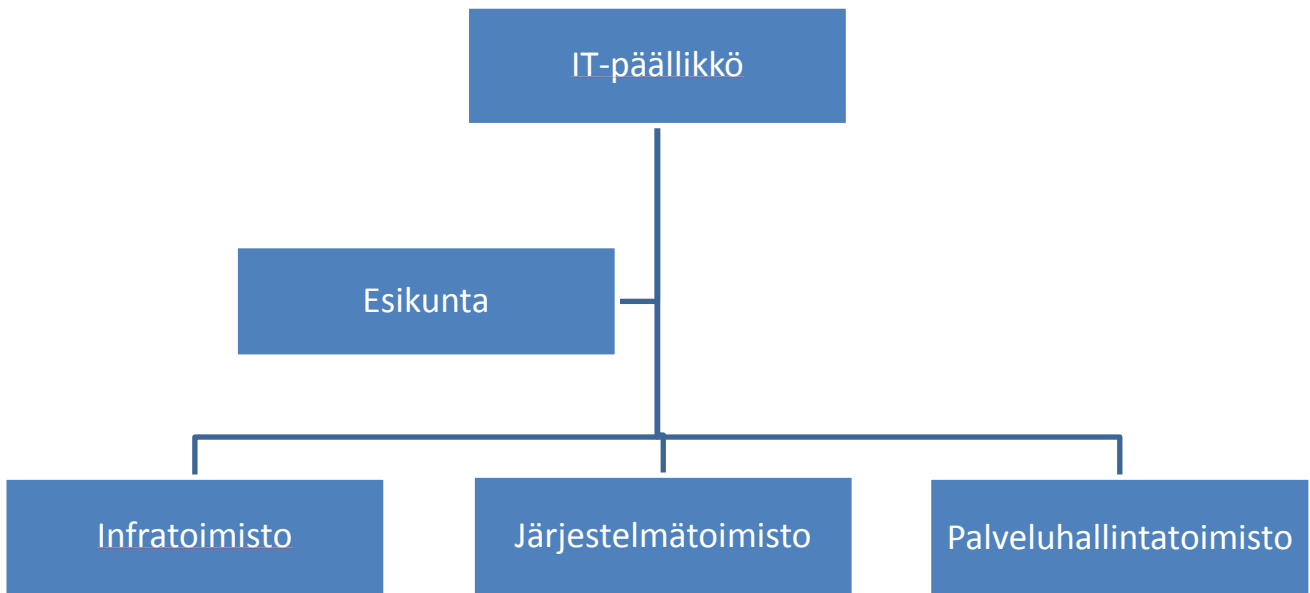 IT-päällikkö
Esikunta
Infratoimisto
Järjestelmätoimisto
Palveluhallintatoimisto